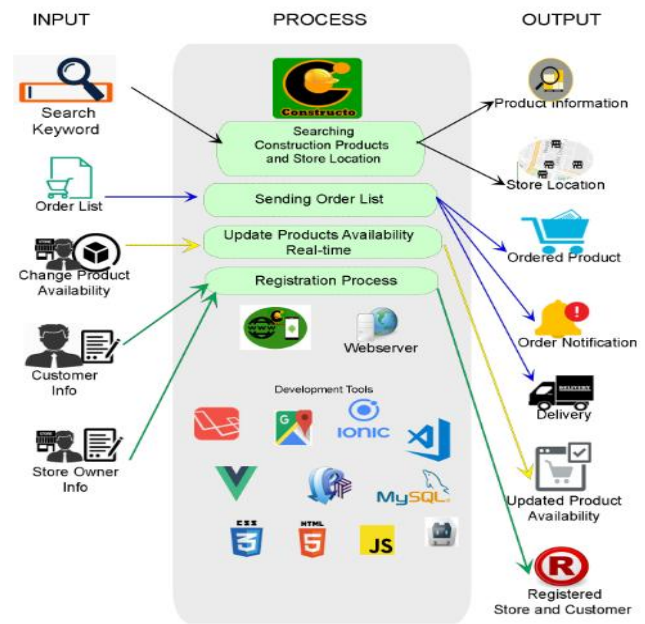 INPUT
PROCESS
OUTPUT
Search
Keyword
Order List
Change Product
Availability
Customer
Info
Store Owner
Info
Constructo
Searching
Construction Products
and Store Location
Sending Order List
Update Products Availability
Real-time
Registration Process
www
Webserver
Development Tools
G
IONIC
MySQL
CSS
3
HTML
5
JS
Product Information
Store Location
Ordered Product
Order Notification
DELIVERY
Delivery
Updated Product
Availability
R
Registered
Store and Customer